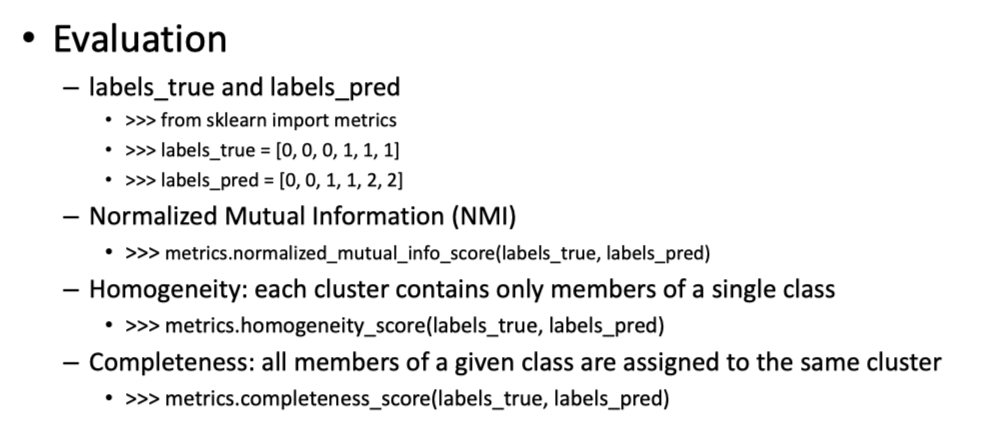 • Evaluation
– labels_true and labels_pred
• >>> from sklearn import metrics
• >>> labels_true = [0, 0, 0, 1, 1, 1]
• >>> labels_pred = [0, 0, 1, 1, 2, 2]
– Normalized Mutual Information (NMI)
• >>> metrics.normalized_mutual_info_score(labels_true, labels_pred)
– Homogeneity: each cluster contains only members of a single class
• >>> metrics.homogeneity_score(labels_true, labels_pred)
– Completeness: all members of a given class are assigned to the same cluster
• >>> metrics.completeness_score(labels_true, labels_pred)